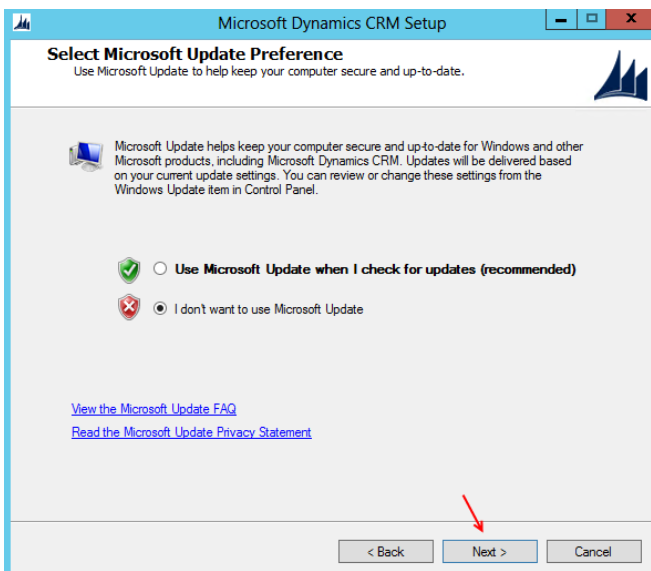 Microsoft Dynamics CRM Setup
Select Microsoft Update Preference
Use Microsoft Update to help keep your computer secure and up-to-date.
Microsoft Update helps keep your computer secure and up-to-date for Windows and other
Microsoft products, including Microsoft Dynamics CRM. Updates will be delivered based
on your current update settings. You can review or change these settings from the
Windows Update item in Control Panel.
Use Microsoft Update when I check for updates (recommended)
I don't want to use Microsoft Update
View the Microsoft Update FAQ
Read the Microsoft Update Privacy Statement
< Back Next > Cancel